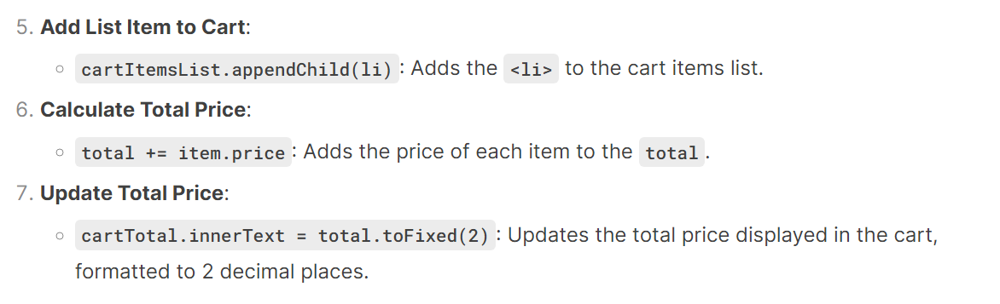 5. Add List Item to Cart:
○ cartItemsList.appendChild(li): Adds the <li> to the cart items list.
6. Calculate Total Price:
○ total += item.price: Adds the price of each item to the total.
7. Update Total Price:
○ cartTotal.innerText = total.toFixed(2): Updates the total price displayed in the cart,
formatted to 2 decimal places.